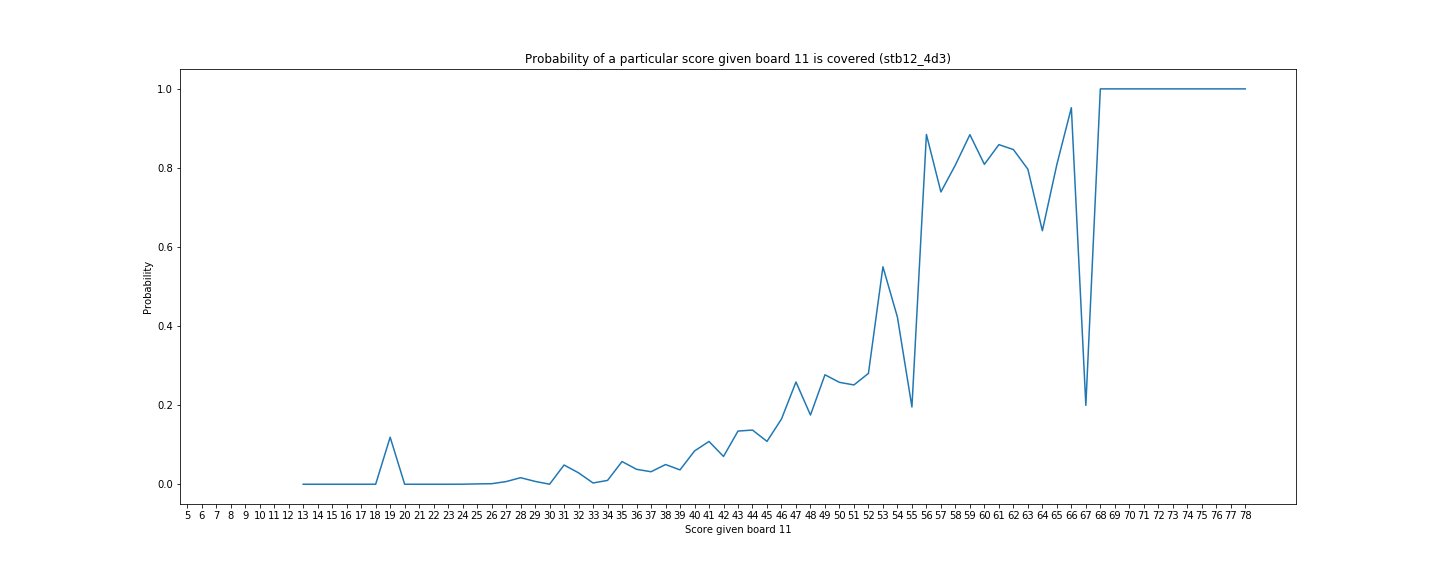 Probability of a particular score given board 11 is covered (stb12_4d3)
1.0
0.8
0.6
0.4
0.2
0.0
Probability
5 6 7 8 9 10 11 12 13 14 15 16 17 18 19 20 21 22 23 24 25 26 27 28 29 30 31 32 33 34 35 36 37 38 39 40 41 42 43 44 45 46 47 48 49 50 51 52 53 54 55 56 57 58 59 60 61 62 63 64 65 66 67 68 69 70 71 72 73 74 75 76 77 78
Score given board 11